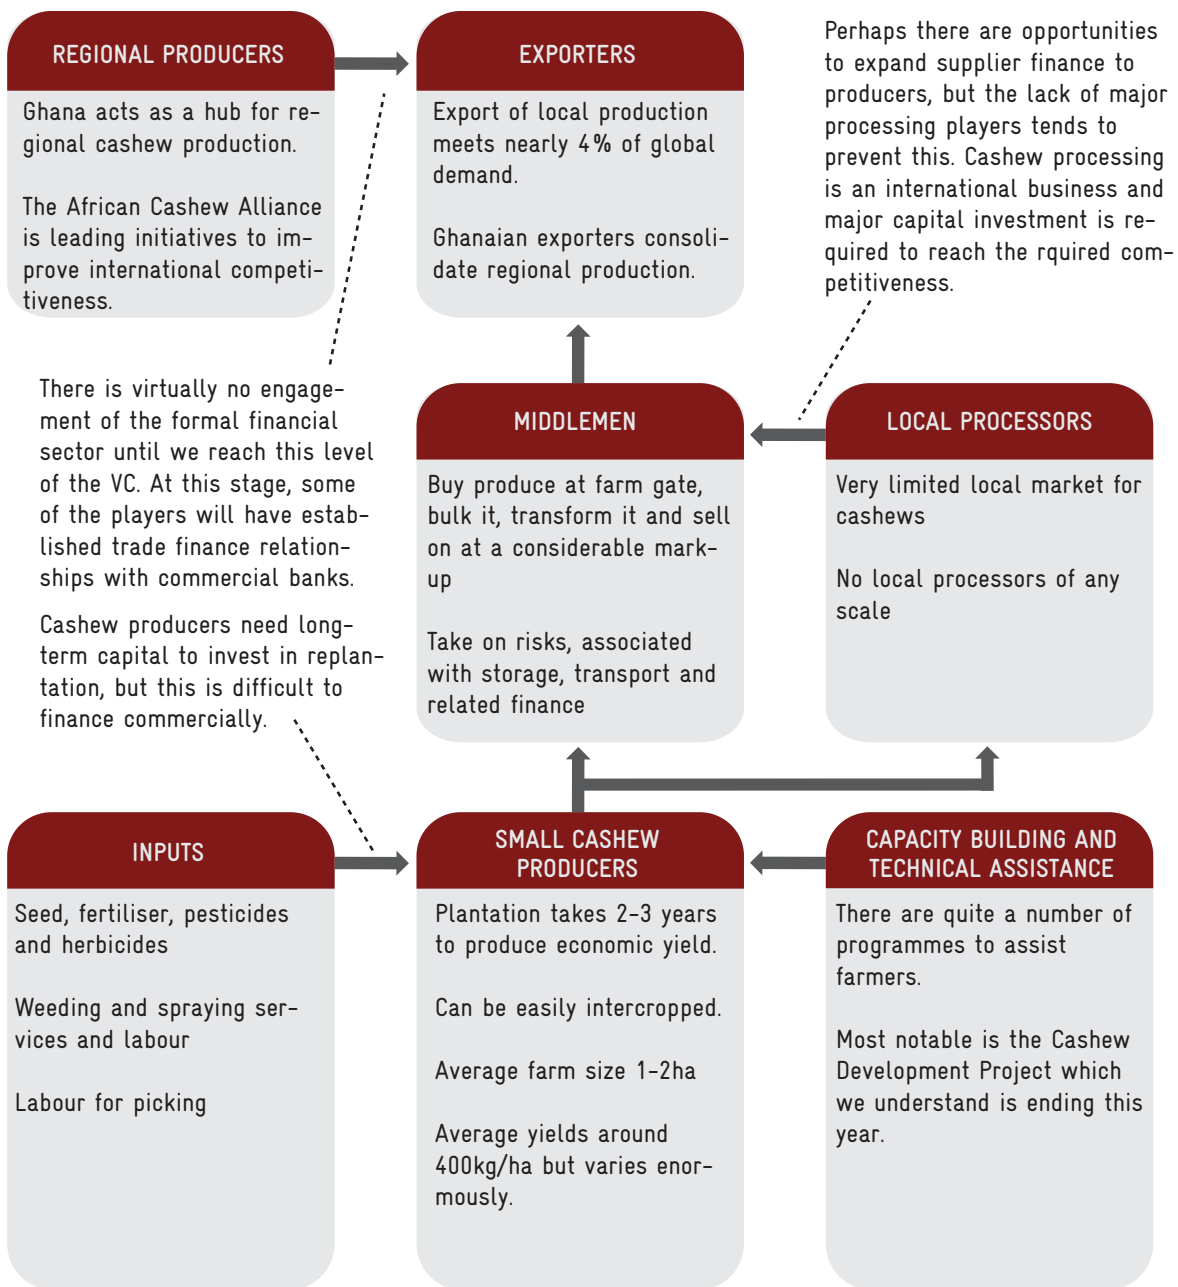 REGIONAL PRODUCERS
Ghana acts as a hub for re-
gional cashew production.
The African Cashew Alliance
is leading initiatives to im-
prove international competi-
tiveness.
EXPORTERS
Export of local production
meets nearly 4% of global
demand.
Ghanaian exporters consoli-
date regional production.
Perhaps there are opportunities
to expand supplier finance to
producers, but the lack of major
processing players tends to
prevent this. Cashew processing
is an international business and
major capital investment is re-
quired to reach the rquired com-
petitiveness.
There is virtually no engage-
ment of the formal financial
sector until we reach this level
of the VC. At this stage, some
of the players will have estab-
lished trade finance relation-
ships with commercial banks.
Cashew producers need long-
term capital to invest in replan-
tation, but this is difficult to
finance commercially.
MIDDLEMEN
Buy produce at farm gate,
bulk it, transform it and sell
on at a considerable mark-
up
Take on risks, associated
with storage, transport and
related finance
LOCAL PROCESSORS
Very limited local market for
cashews
No local processors of any
scale
INPUTS
Seed, fertiliser, pesticides
and herbicides
Weeding and spraying ser-
vices and labour
Labour for picking
SMALL CASHEW
PRODUCERS
Plantation takes 2-3 years
to produce economic yield.
Can be easily intercropped.
Average farm size 1-2ha
Average yields around
400kg/ha but varies enor-
mously.
CAPACITY BUILDING AND
TECHNICAL ASSISTANCE
There are quite a number of
programmes to assist
farmers.
Most notable is the Cashew
Development Project which
we understand is ending this
year.